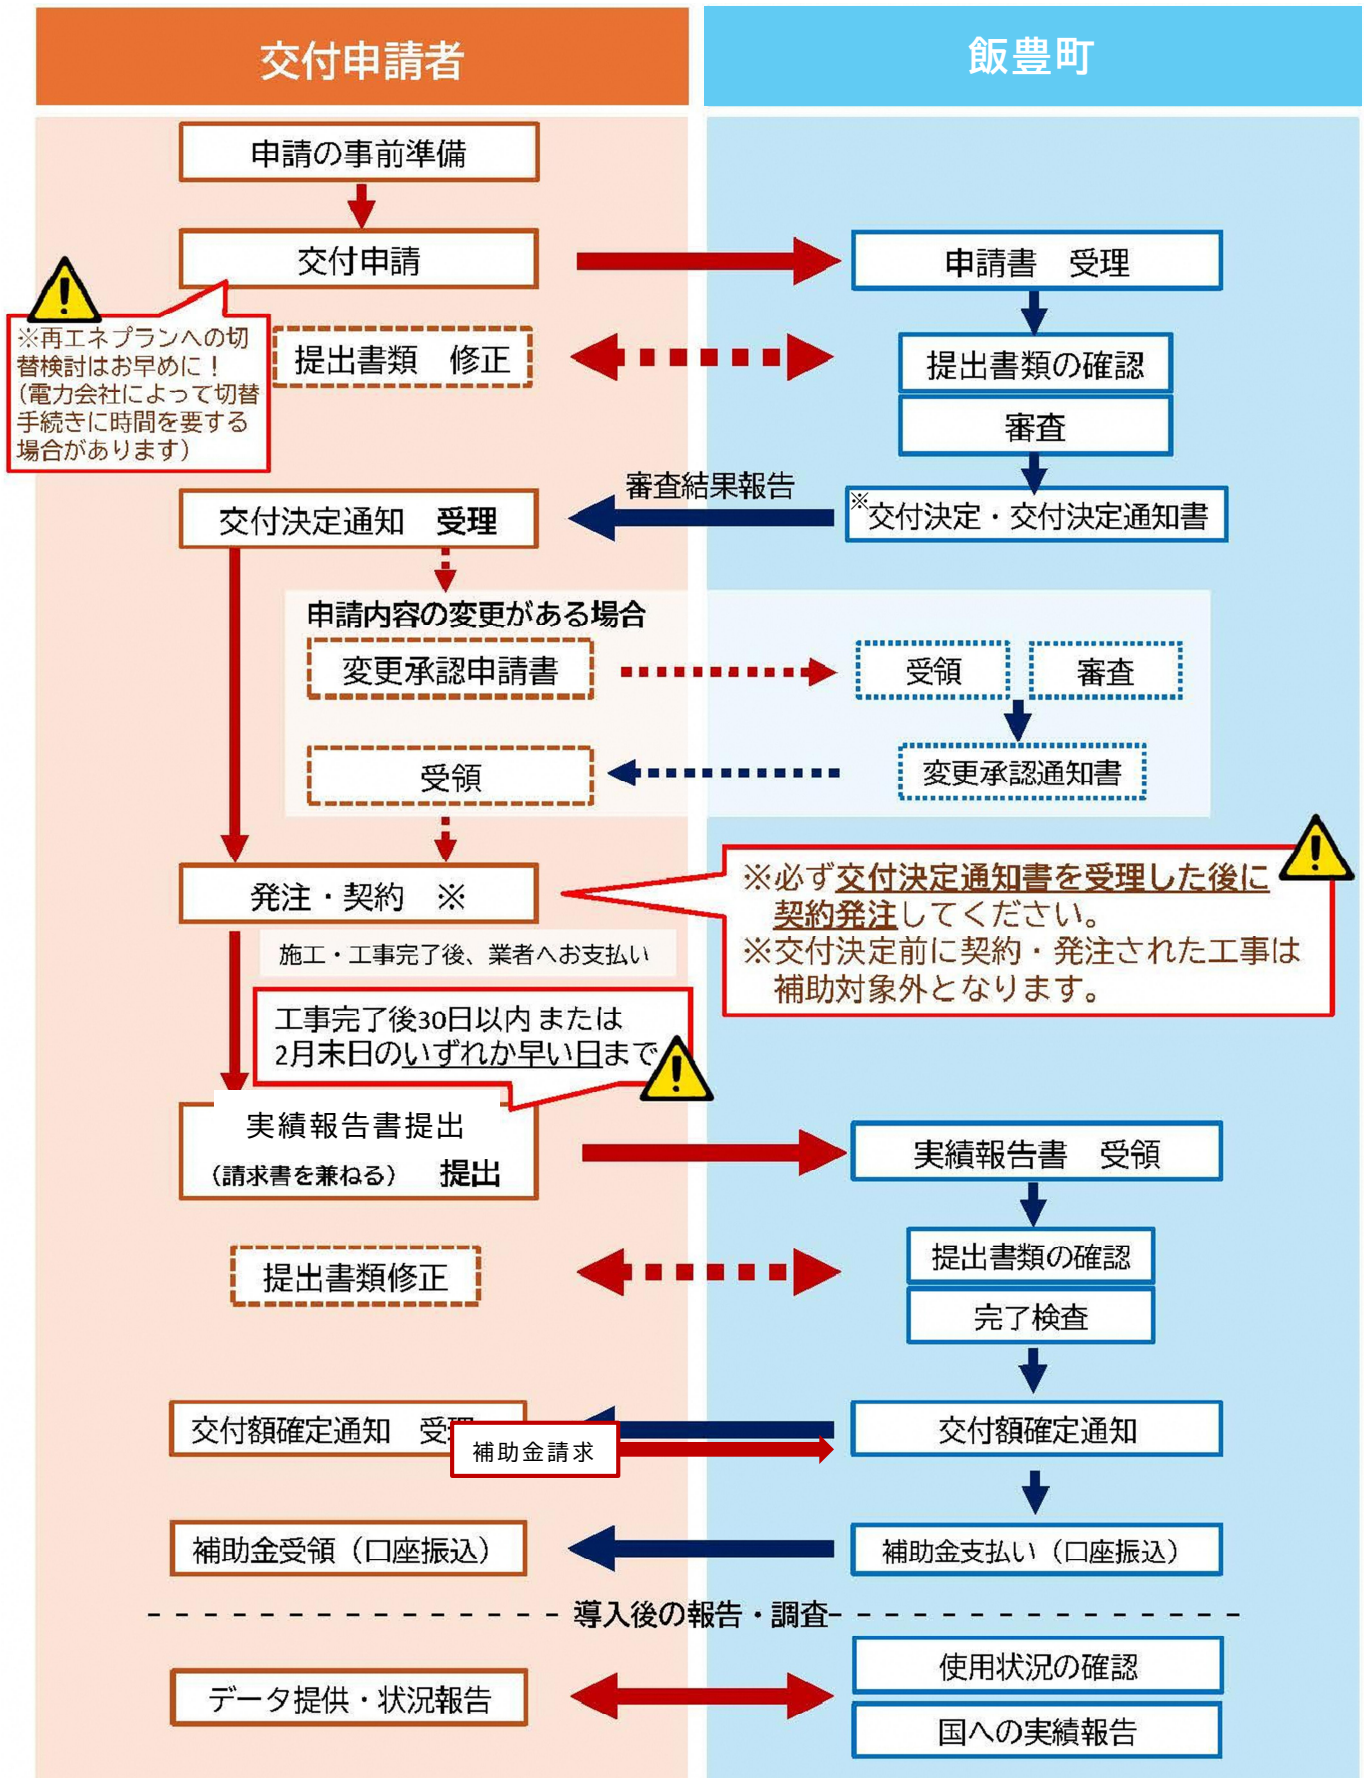 交付申請者
飯豊町
申請の事前準備
交付申請
申請書　受理
※再エネプランへの切
替検討はお早めに！
（電力会社によって切替
手続きに時間を要する
場合があります）
提出書類　修正
提出書類の確認
審査
審査結果報告
交付決定通知　受理
※交付決定・交付決定通知書
申請内容の変更がある場合
変更承認申請書
受領
審査
受領
変更承認通知書
発注・契約　※
※必ず交付決定通知書を受理した後に
契約発注してください。
※交付決定前に契約・発注された工事は
補助対象外となります。
施工・工事完了後、業者へお支払い
工事完了後30日以内 または
2月末日のいずれか早い日まで
実績報告書提出
（請求書を兼ねる）　提出
実績報告書　受領
提出書類修正
提出書類の確認
完了検査
交付額確定通知　受
補助金請求
交付額確定通知
補助金受領（口座振込）
補助金支払い（口座振込）
導入後の報告・調査
データ提供・状況報告
使用状況の確認
国への実績報告